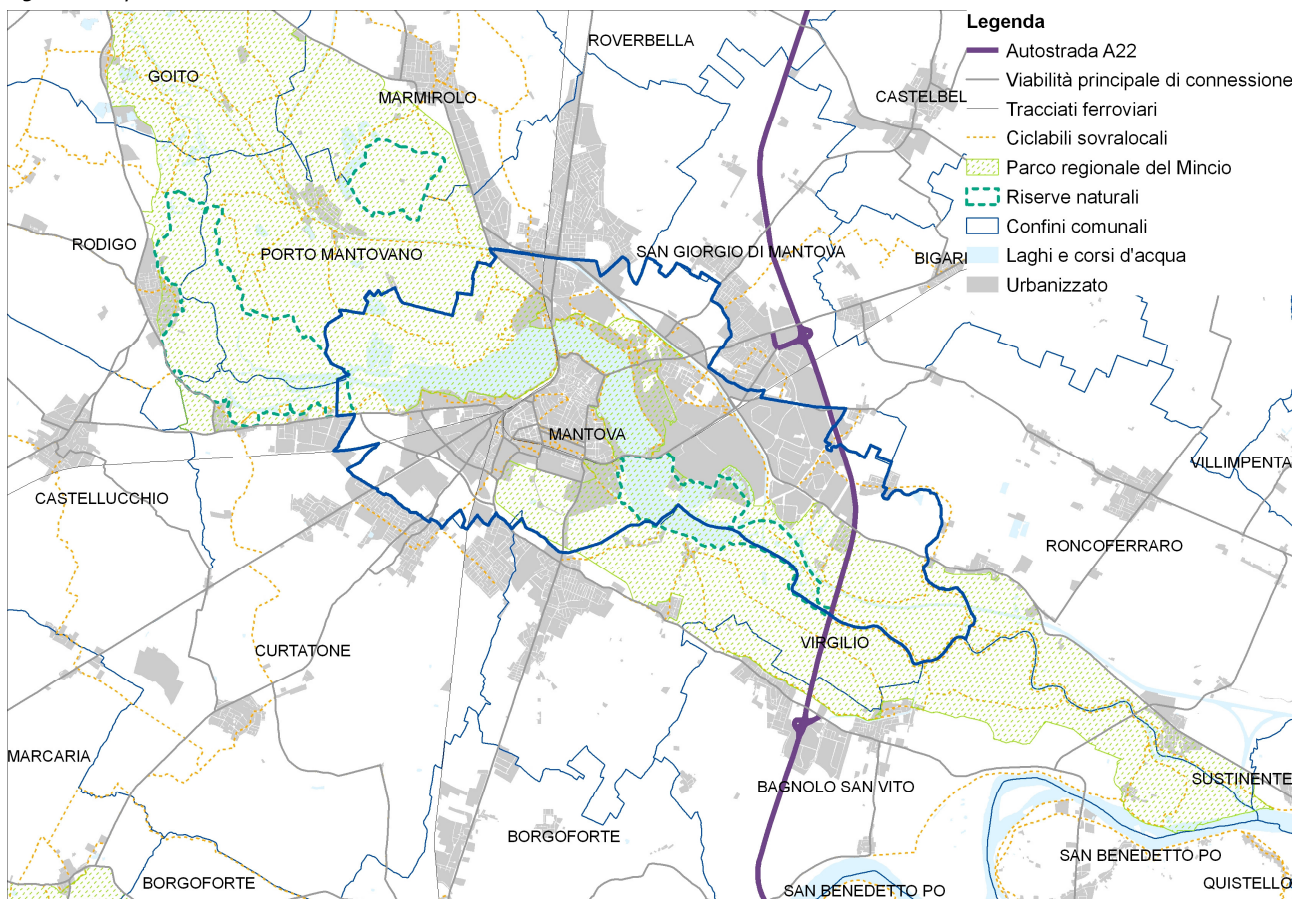 Legenda
Autostrada A22
Viabilità principale di connessione
Tracciati ferroviari
Ciclabili sovralocali
Parco regionale del Mincio
Riserve naturali
Confini comunali
Laghi e corsi d'acqua
Urbanizzato
ROVERBELLA
GOITO
MARMIROLO
CASTELBEL
RODIGO
PORTO MANTOVANO
SAN GIORGIO DI MANTOVA
BIGARI
MANTOVA
VILLIMPENTA
CASTELLUCCHIO
RONCOFERRARO
CURTATONE
VIRGILIO
MARCARIA
SUSTINENTE
BAGNOLO SAN VITO
BORGOFORTE
SAN BENEDETTO PO
BORGOFORTE
QUISTELLO
SAN BENEDETTO PO